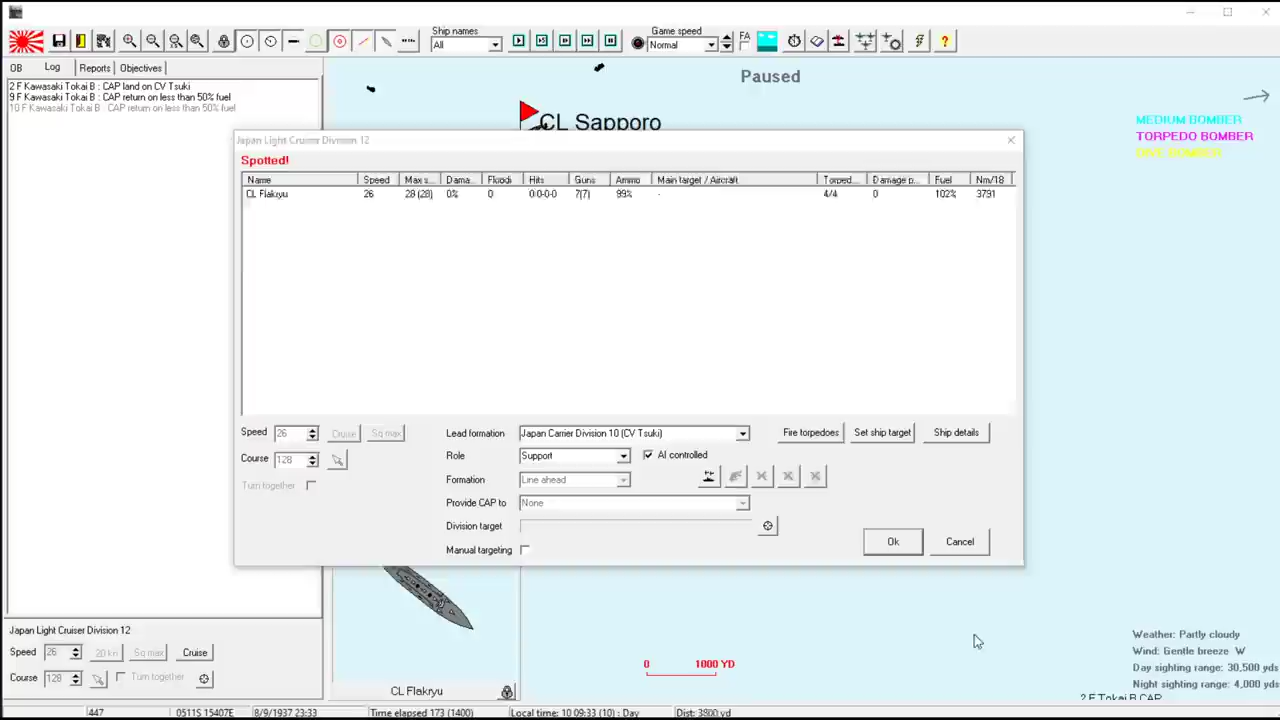 Ship names
All
Game speed
Normal
FA
OB
Log
Reports
Objectives
2 F Kawasaki Tokai B : CAP land on CV Tsuki
9 F Kawasaki Tokai B : CAP return on less than 50% fuel
10 F Kawasaki Tokai B : CAP return on less than 50% fuel
Paused
CL Sapporo
MEDIUM BOMBER
TORPEDO BOMBER
DIVE BOMBER
Japan Light Cruiser Division 12
Spotted!
Name Speed Max s... Dama... Floodi Hits Guns Ammo Main target / Aircraft Torped... Damage p... Fuel Nm/18
CL Flakryu 26 28 (28) 0% 0 0-0-0-0 7(7) 99% - 4/4 0 102% 3791
Speed 26 Cruise Sq max
Course 128
Turn together
Lead formation Japan Carrier Division 10 (CV Tsuki)
Role Support AI controlled
Formation Line ahead
Provide CAP to None
Division target
Manual targeting
Fire torpedoes Set ship target Ship details
Ok Cancel
Japan Light Cruiser Division 12
Speed 26 20 kn Sq max Cruise
Course 128 Turn together
CL Flakryu
0 1000 YD
Weather: Partly cloudy
Wind: Gentle breeze W
Day sighting range: 30,500 yds
Night sighting range: 4,000 yds
2 F Tokai B CAP
447 0511S 15407E 8/9/1937 23:33 Time elapsed 173 (1400) Local time: 10 09:33 (10) : Day Dist: 3800 yd